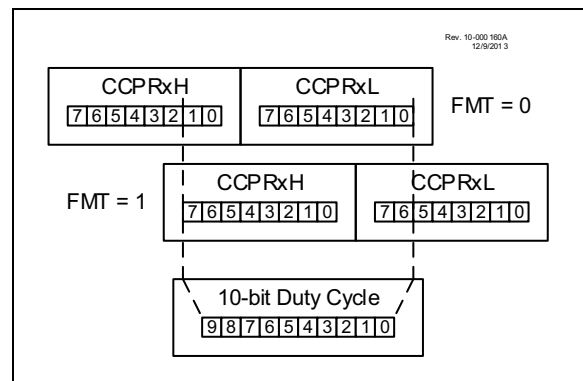 Rev. 10-000 160A
12/9/201 3
CCPRxH CCPRxL
7 6 5 4 3 2 1 0 7 6 5 4 3 2 1 0 FMT = 0
CCPRxH CCPRxL
FMT = 1 7 6 5 4 3 2 1 0 7 6 5 4 3 2 1 0
10-bit Duty Cycle
9 8 7 6 5 4 3 2 1 0